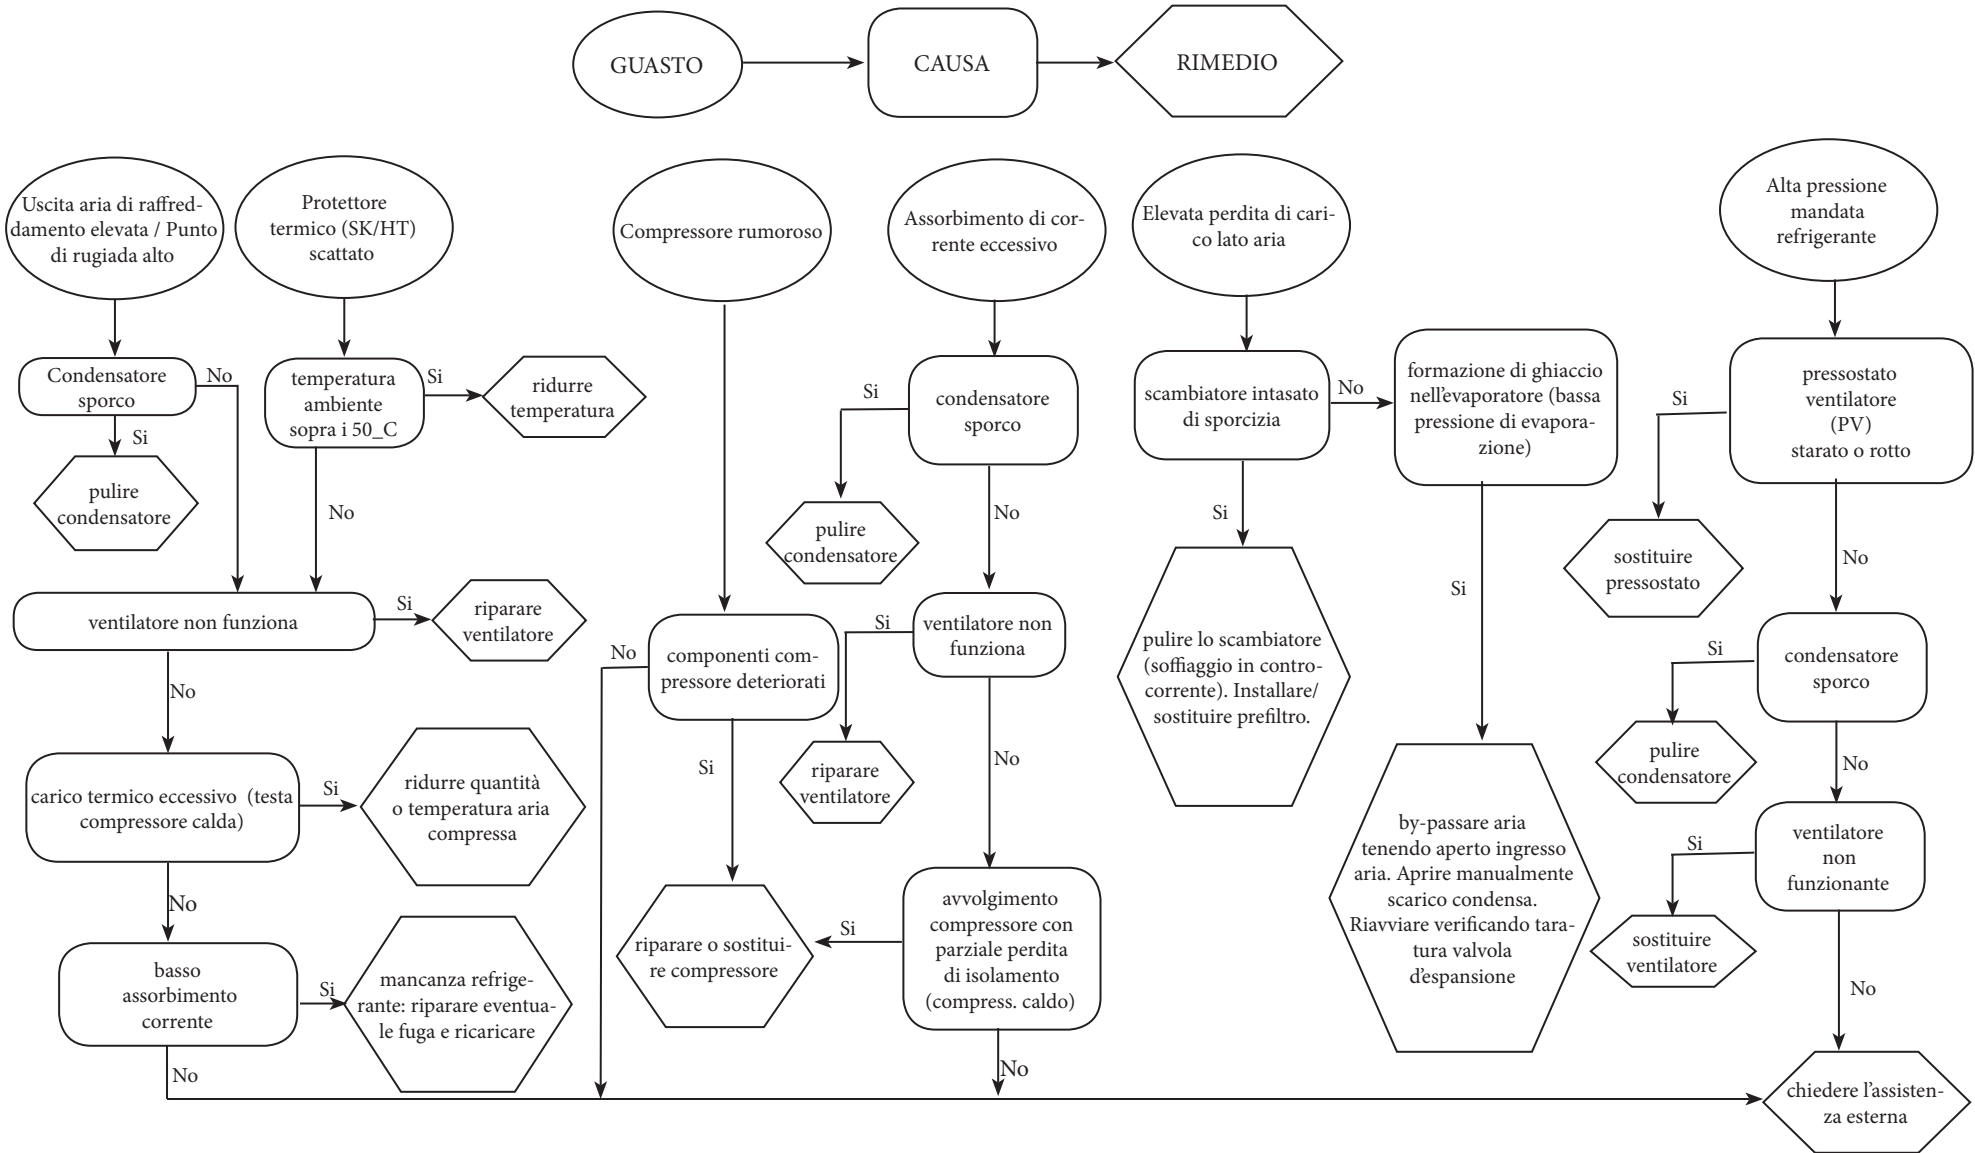 GUASTO
CAUSA
RIMEDIO
Uscita aria di raffred-
damento elevata / Punto
di rugiada alto
Condensatore
sporco
No
Si
pulire
condensatore
Protettore
termico (SK/HT)
scattato
temperatura
ambiente
sopra i 50_C
Si
ridurre
temperatura
No
ventilatore non funziona
Si
riparare
ventilatore
No
carico termico eccessivo (testa
compressore calda)
Si
ridurre quantità
o temperatura aria
compressa
No
basso
assorbimento
corrente
Si
mancanza refrige-
rante: riparare eventua-
le fuga e ricaricare
No
Compressore rumoroso
componenti com-
pressore deteriorati
No
Si
riparare o sostitui-
re compressore
Assorbimento di cor-
rente eccessivo
condensatore
sporco
Si
pulire
condensatore
No
ventilatore non
funziona
Si
riparare
ventilatore
No
avvolgimento
compressore con
parziale perdita
di isolamento
(compress. caldo)
Si
No
Elevata perdita di cari-
co lato aria
scambiatore intasato
di sporcizia
No
Si
pulire lo scambiatore
(soffiaggio in contro-
corrente). Installare/
sostituire prefiltro.
formazione di ghiaccio
nell'evaporatore (bassa
pressione di evapora-
zione)
Si
by-passare aria
tenendo aperto ingresso
aria. Aprire manualmente
scarico condensa.
Riavviare verificando tara-
tura valvola
d'espansione
Alta pressione
mandata
refrigerante
pressostato
ventilatore
(PV)
starato o rotto
Si
sostituire
pressostato
No
condensatore
sporco
Si
pulire
condensatore
No
ventilatore
non
funzionante
Si
sostituire
ventilatore
No
chiedere l'assisten-
za esterna